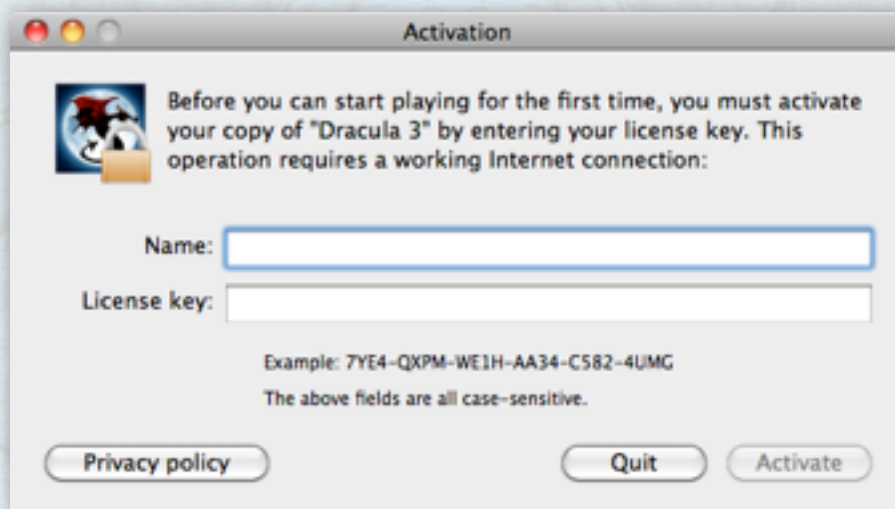 Activation
Before you can start playing for the first time, you must activate
your copy of "Dracula 3" by entering your license key. This
operation requires a working Internet connection:
Name:
License key:
Example: 7YE4-QXPM-WE1H-AA34-C582-4UMG
The above fields are all case-sensitive.
Privacy policy Quit Activate